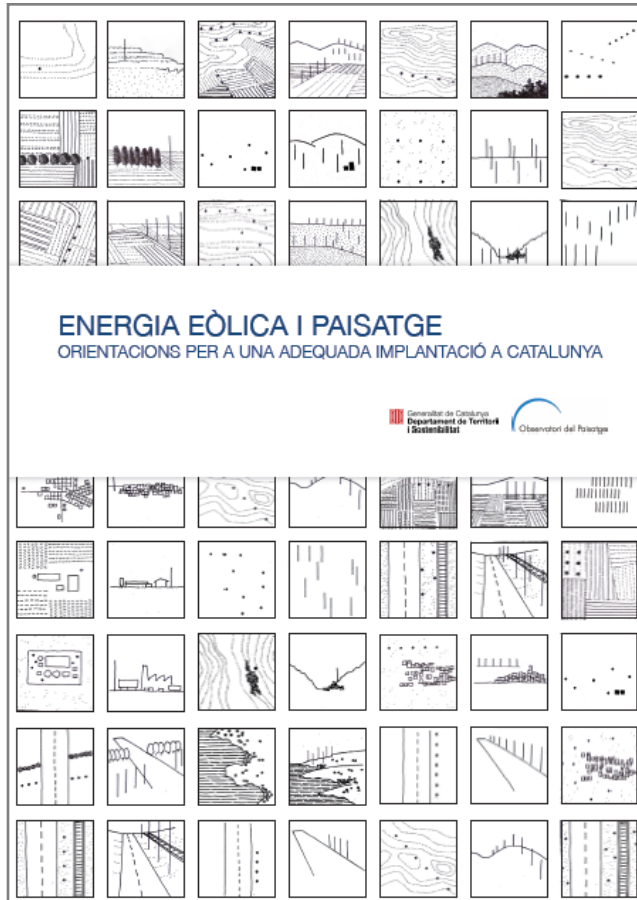 ENERGIA EÒLICA I PAISATGE
ORIENTACIONS PER A UNA ADEQUADA IMPLANTACIÓ A CATALUNYA
Generalitat de Catalunya
Departament de Territori
i Sostenibilitat
Observatori del Paisatge